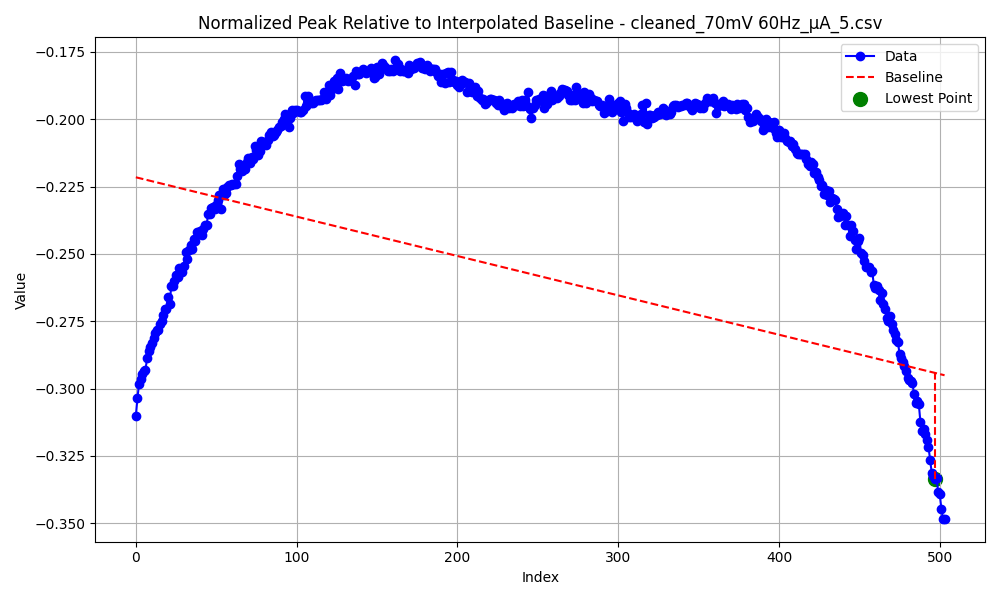 Normalized Peak Relative to Interpolated Baseline - cleaned_70mV 60Hz_μA_5.csv
Data
Baseline
Lowest Point
Value
−0.175
−0.200
−0.225
−0.250
−0.275
−0.300
−0.325
−0.350
0
100
200
300
400
500
Index